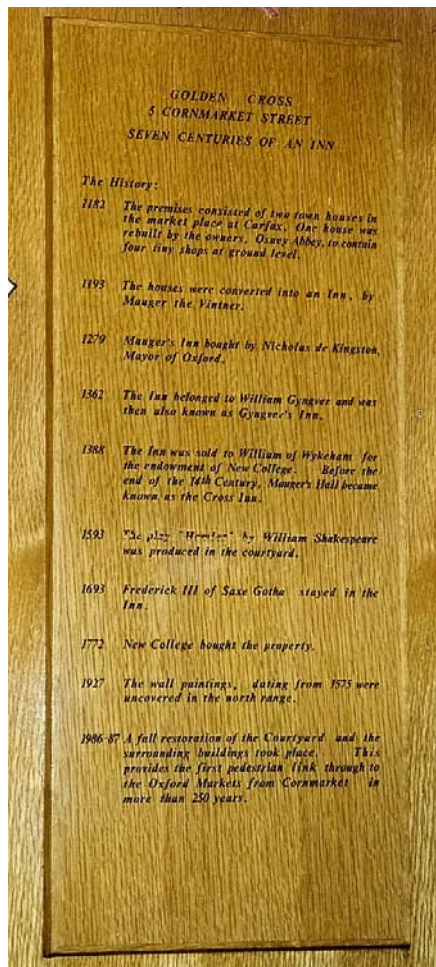 GOLDEN CROSS
5 CORNMARKET STREET
SEVEN CENTURIES OF AN INN
The History:
1182 The premises consisted of two town houses in
the market place at Carfax. One house was
rebuilt by the owners, Osney Abbey, to contain
four tiny shops at ground level.
1193 The houses were converted into an Inn, by
Mauger the Vintner.
1279 Mauger's Inn bought by Nicholas de Kingston,
Mayor of Oxford.
1362 The Inn belonged to William Gyngver and was
then also known as Gyngver's Inn.
1388 The Inn was sold to William of Wykeham for
the endowment of New College. Before the
end of the 14th Century, Mauger's Hall became
known as the Cross Inn.
1593 The play "Hamlet" by William Shakespeare
was produced in the courtyard.
1693 Frederick III of Saxe Gotha stayed in the
Inn.
1772 New College bought the property.
1927 The wall paintings, dating from 1575 were
uncovered in the north range.
1986-87 A full restoration of the Courtyard and the
surrounding buildings took place. This
provides the first pedestrian link through to
the Oxford Markets from Cornmarket in
more than 250 years.